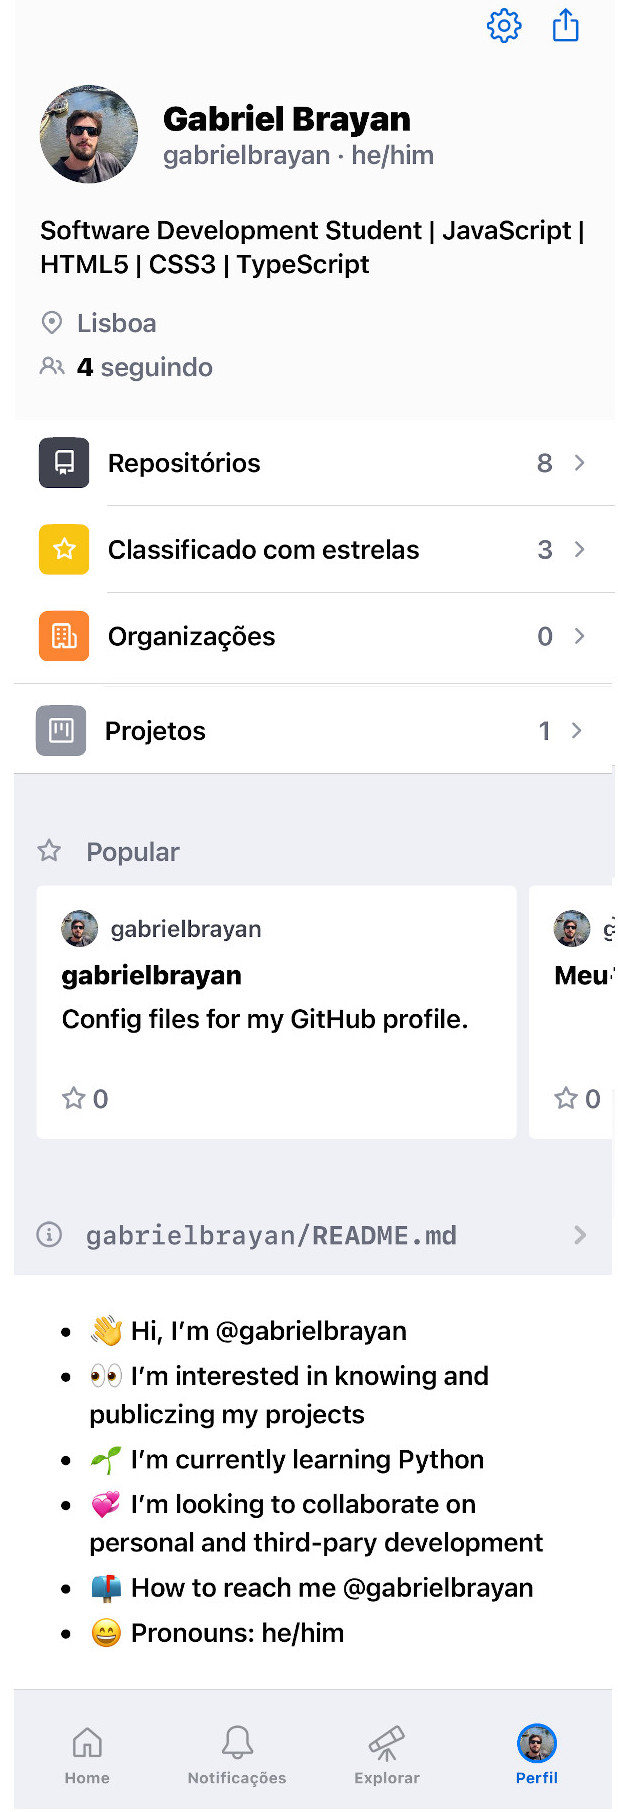 Gabriel Brayan
gabrielbrayan · he/him
Software Development Student | JavaScript |
HTML5 | CSS3 | TypeScript
Lisboa
4 seguindo
Repositórios 8
Classificado com estrelas 3
Organizações 0
Projetos 1
Popular
gabrielbrayan
gabrielbrayan
Config files for my GitHub profile.
0
Meu-
0
gabrielbrayan/README.md
• 👋 Hi, I'm @gabrielbrayan
• 👀 I'm interested in knowing and
publiczing my projects
• 🌱 I'm currently learning Python
• 💞 I'm looking to collaborate on
personal and third-pary development
• 📫 How to reach me @gabrielbrayan
• 😄 Pronouns: he/him
Home Notificações Explorar Perfil